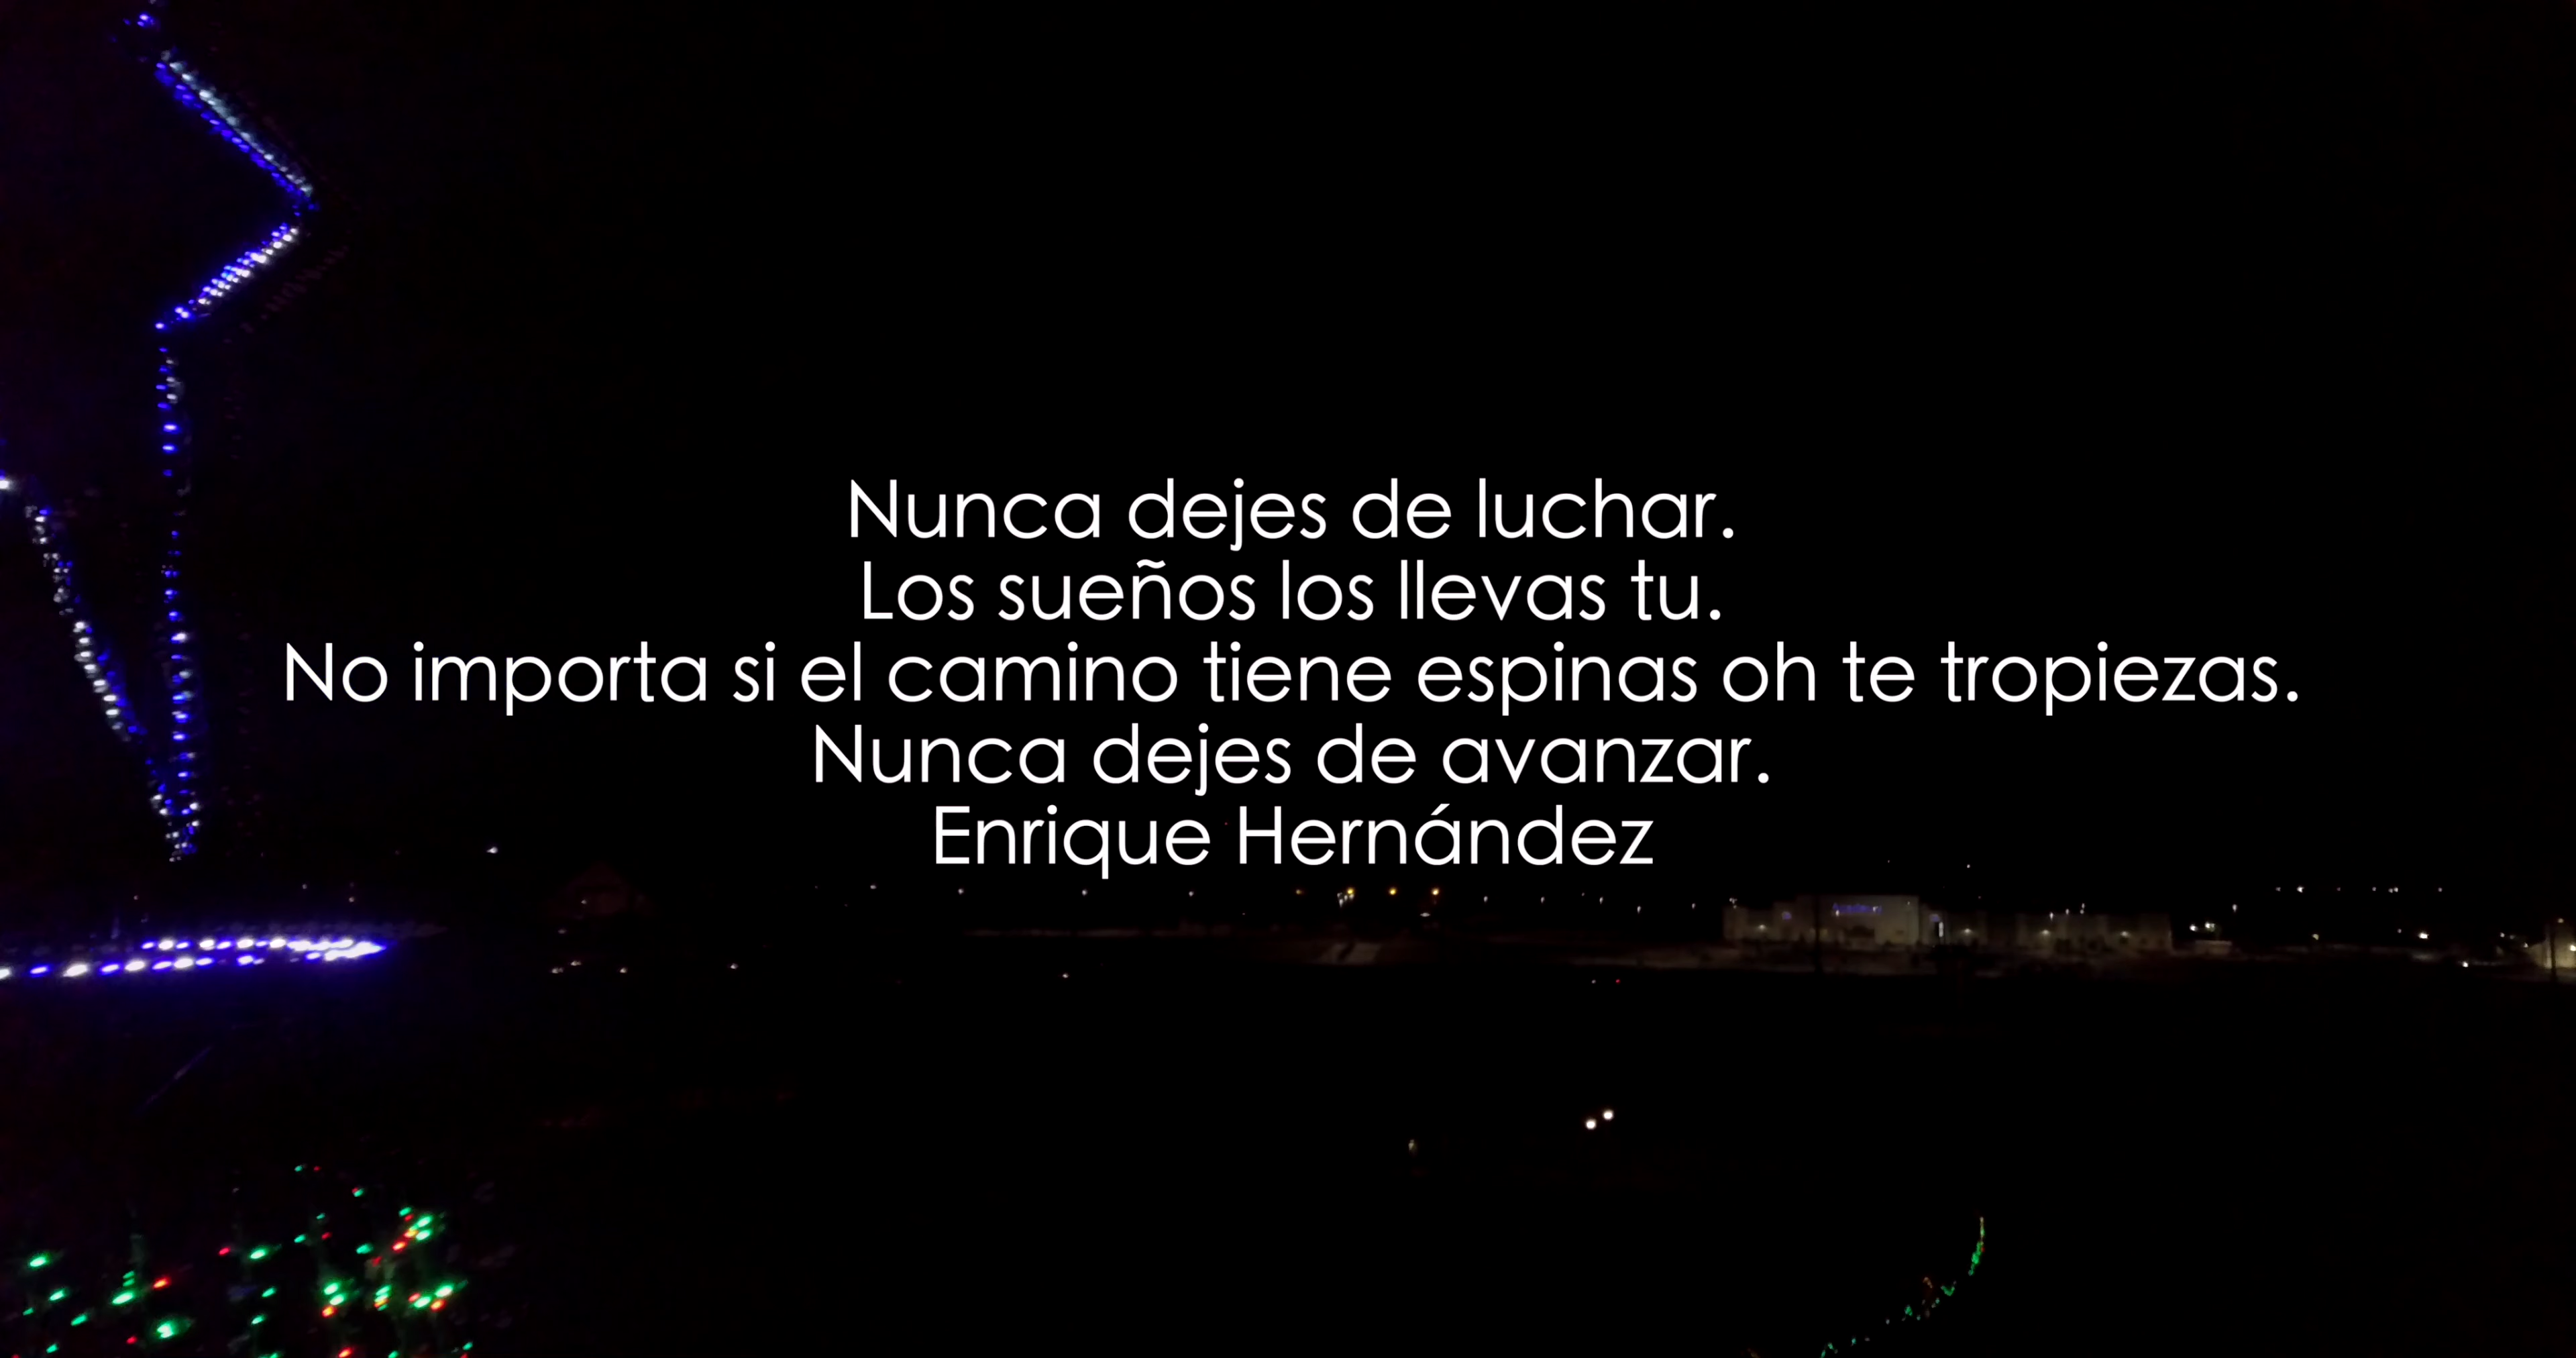 Nunca dejes de luchar.
Los sueños los llevas tu.
No importa si el camino tiene espinas oh te tropiezas.
Nunca dejes de avanzar.
Enrique Hernández